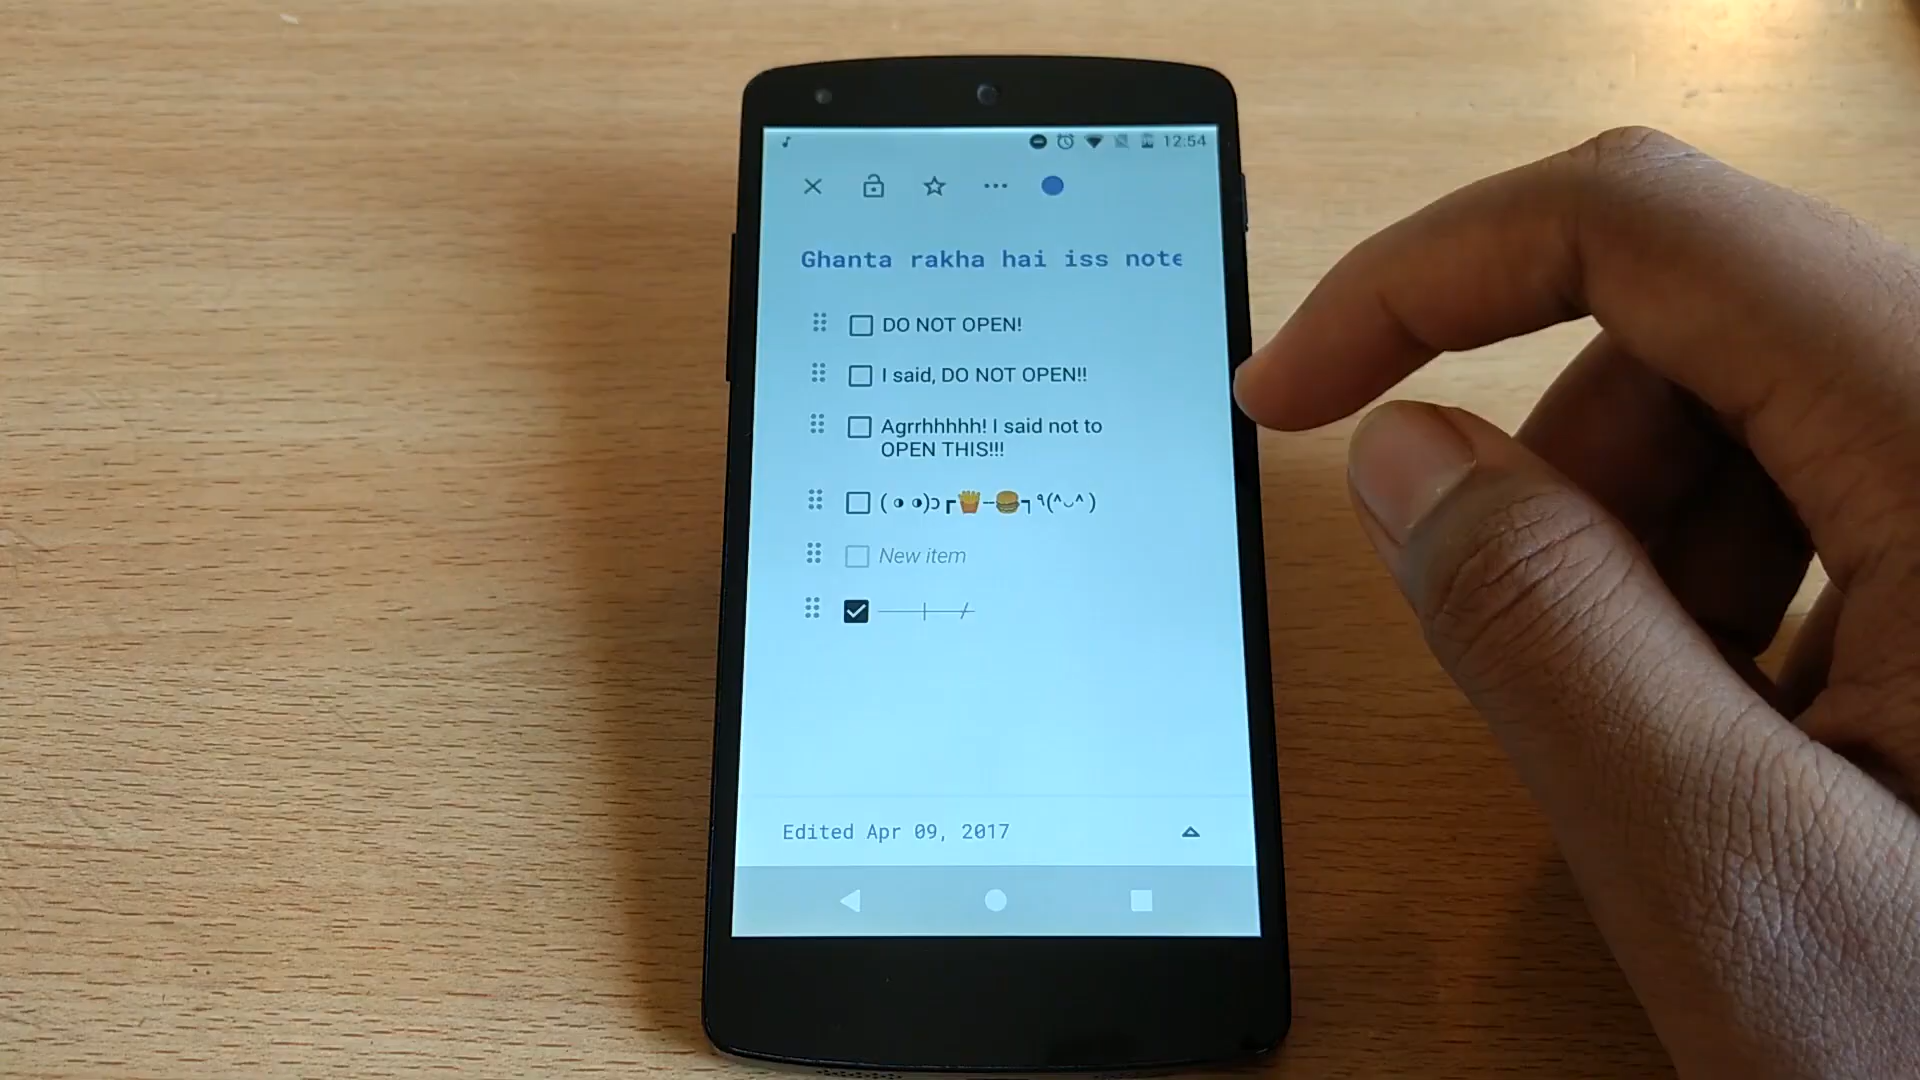 12:54
Ghanta rakha hai iss note
DO NOT OPEN!
I said, DO NOT OPEN!!
Agrrhhhhh! I said not to
OPEN THIS!!!
( ◑ ◑)ɔ┏🍟--🍔┑٩(^◡^ )
New item
Edited Apr 09, 2017